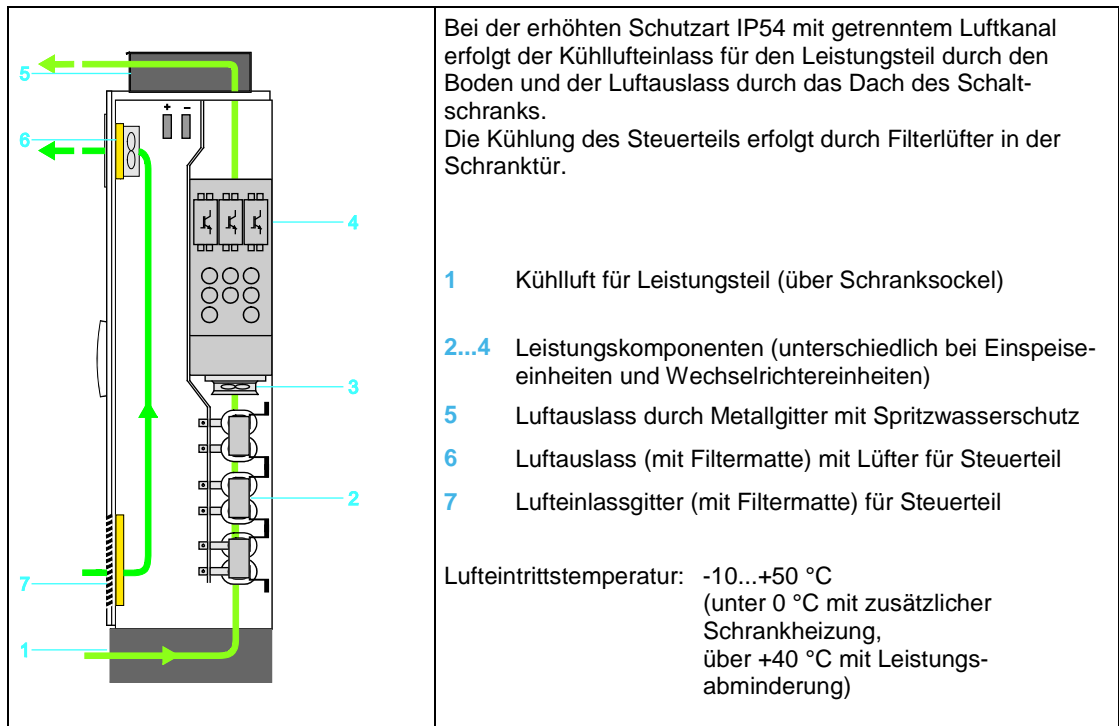 5
+ −
6
4
3
2
7
1
Bei der erhöhten Schutzart IP54 mit getrenntem Luftkanal
erfolgt der Kühllufteinlass für den Leistungsteil durch den
Boden und der Luftauslass durch das Dach des Schalt-
schranks.
Die Kühlung des Steuerteils erfolgt durch Filterlüfter in der
Schranktür.
1 Kühlluft für Leistungsteil (über Schranksockel)
2...4 Leistungskomponenten (unterschiedlich bei Einspeise-
einheiten und Wechselrichtereinheiten)
5 Luftauslass durch Metallgitter mit Spritzwasserschutz
6 Luftauslass (mit Filtermatte) mit Lüfter für Steuerteil
7 Lufteinlassgitter (mit Filtermatte) für Steuerteil
Lufteintrittstemperatur: -10...+50 °C
(unter 0 °C mit zusätzlicher
Schrankheizung,
über +40 °C mit Leistungs-
abminderung)